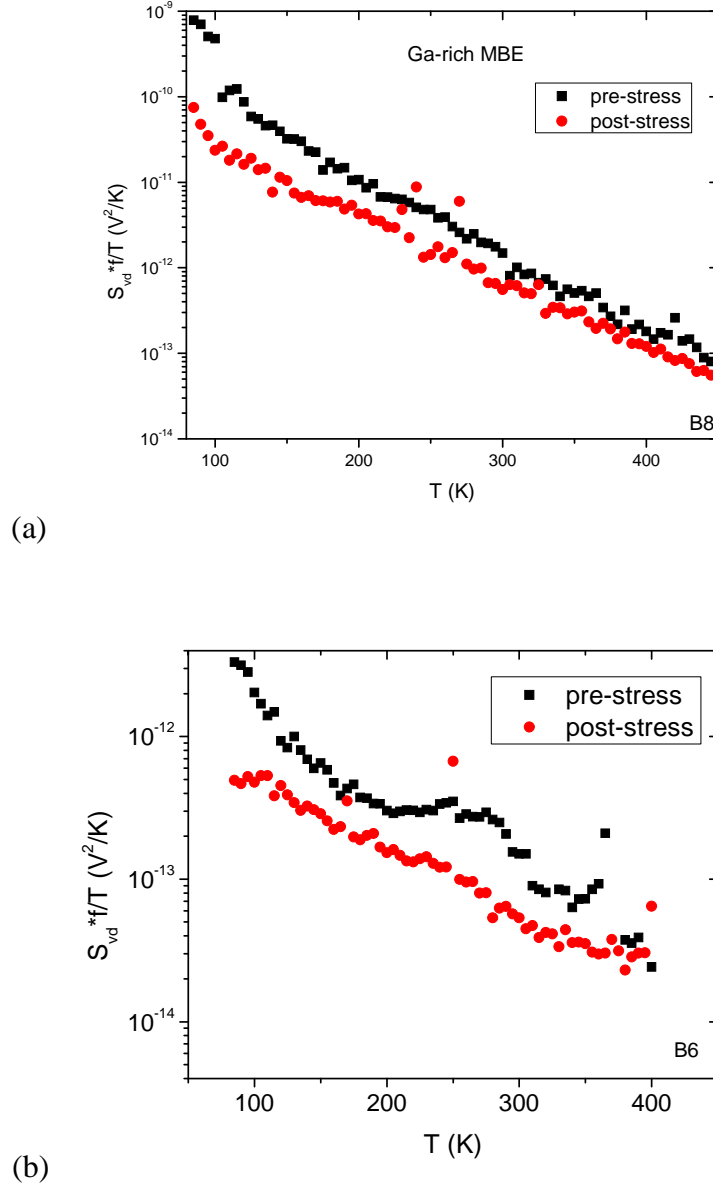 10^-9
Ga-rich MBE
pre-stress
post-stress
10^-10
10^-11
10^-12
10^-13
10^-14
S_vd*f/T (V^2/K)
100 200 300 400
T (K)
B8
(a)
pre-stress
post-stress
10^-12
10^-13
10^-14
S_vd*f/T (V^2/K)
100 200 300 400
T (K)
B6
(b)